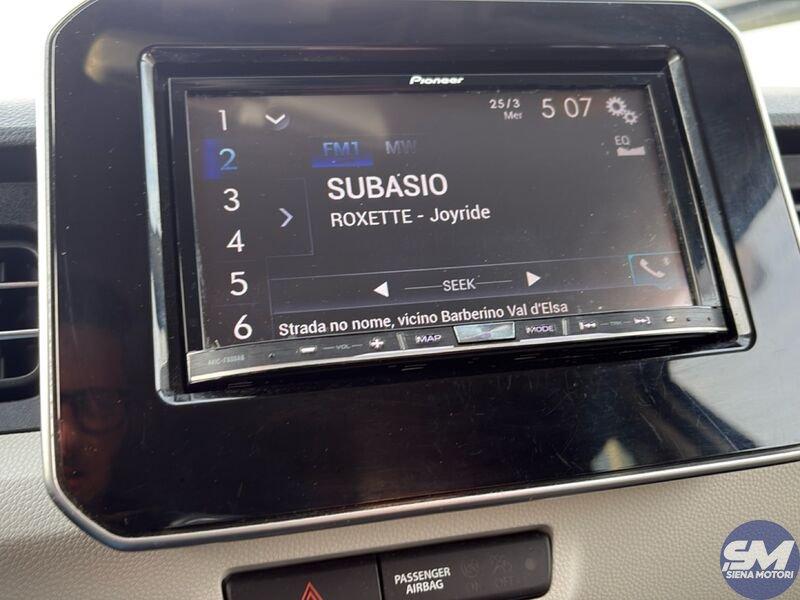 Pioneer
1
25/3
Mer
5 07
2
FM1 MW
EQ
3
SUBASIO
ROXETTE - Joyride
4
5
SEEK
6
Strada no nome, vicino Barberino Val d'Elsa
VOL
MAP
MODE
TRK
PASSENGER
AIRBAG
SM
SIENA MOTORI